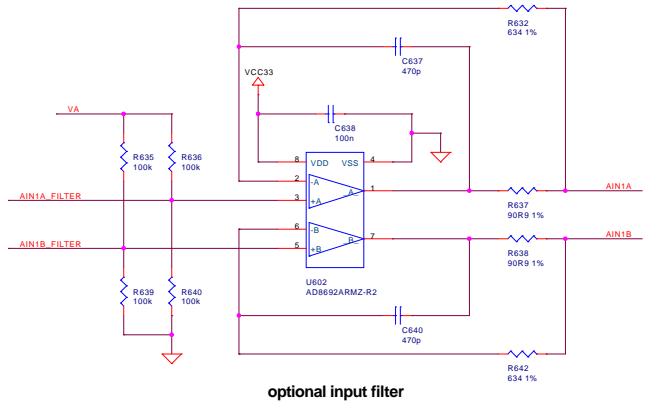 R632
634 1%
C637
470p
VCC33
VA
C638
100n
R635
100k
R636
100k
8
VDD
VSS
4
2
-A
A_
1
AIN1A_FILTER
3
+A
R637
90R9 1%
AIN1A
6
-B
B_
7
AIN1B_FILTER
5
+B
R638
90R9 1%
AIN1B
R639
100k
R640
100k
U602
AD8692ARMZ-R2
C640
470p
R642
634 1%
optional input filter